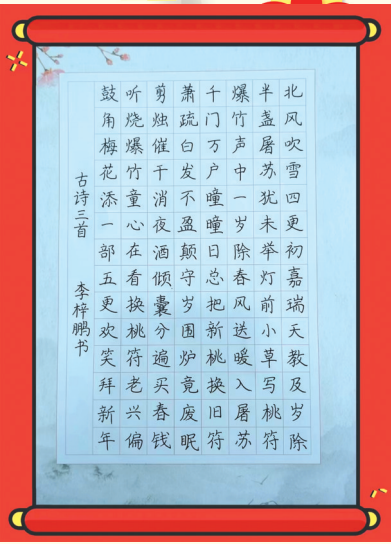 北风吹雪四更初嘉瑞天教及岁除
半盏屠苏犹未举灯前小草写桃符
爆竹声中一岁除春风送暖入屠苏
千门万户曈曈日总把新桃换旧符
萧疏白发不盈颠守岁围炉竟废眠
剪烛催干消夜酒倾囊分遍买春钱
听烧爆竹童心在看换桃符老兴偏
鼓角梅花添一部五更欢笑拜新年
古诗三首 李梓鹏书